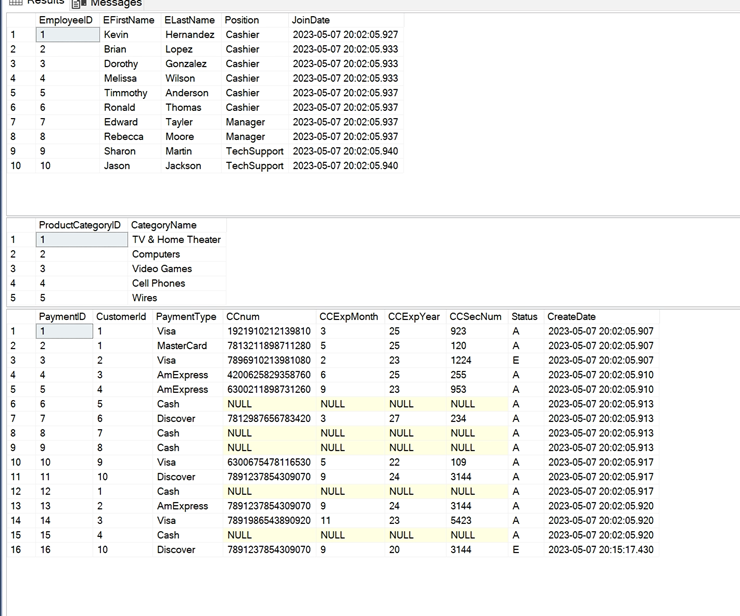 Results Messages
EmployeeID EFirstName ELastName Position JoinDate
1 1 Kevin Hernandez Cashier 2023-05-07 20:02:05.927
2 2 Brian Lopez Cashier 2023-05-07 20:02:05.933
3 3 Dorothy Gonzalez Cashier 2023-05-07 20:02:05.933
4 4 Melissa Wilson Cashier 2023-05-07 20:02:05.933
5 5 Timmothy Anderson Cashier 2023-05-07 20:02:05.937
6 6 Ronald Thomas Cashier 2023-05-07 20:02:05.937
7 7 Edward Tayler Manager 2023-05-07 20:02:05.937
8 8 Rebecca Moore Manager 2023-05-07 20:02:05.937
9 9 Sharon Martin TechSupport 2023-05-07 20:02:05.940
10 10 Jason Jackson TechSupport 2023-05-07 20:02:05.940
ProductCategoryID CategoryName
1 1 TV & Home Theater
2 2 Computers
3 3 Video Games
4 4 Cell Phones
5 5 Wires
PaymentID CustomerId PaymentType CCnum CCExpMonth CCExpYear CCSecNum Status CreateDate
1 1 1 Visa 1921910212139810 3 25 923 A 2023-05-07 20:02:05.907
2 2 1 MasterCard 7813211898711280 5 25 120 A 2023-05-07 20:02:05.907
3 3 2 Visa 7896910213981080 2 23 1224 E 2023-05-07 20:02:05.907
4 4 3 AmExpress 4200625829358760 6 25 255 A 2023-05-07 20:02:05.910
5 5 4 AmExpress 6300211898731260 9 23 953 A 2023-05-07 20:02:05.910
6 6 5 Cash NULL NULL NULL NULL A 2023-05-07 20:02:05.913
7 7 6 Discover 7812987656783420 3 27 234 A 2023-05-07 20:02:05.913
8 8 7 Cash NULL NULL NULL NULL A 2023-05-07 20:02:05.913
9 9 8 Cash NULL NULL NULL NULL A 2023-05-07 20:02:05.913
10 10 9 Visa 6300675478116530 5 22 109 A 2023-05-07 20:02:05.917
11 11 10 Discover 7891237854309070 9 24 3144 A 2023-05-07 20:02:05.917
12 12 1 Cash NULL NULL NULL NULL A 2023-05-07 20:02:05.917
13 13 2 AmExpress 7891237854309070 9 24 3144 A 2023-05-07 20:02:05.920
14 14 3 Visa 7891986543890920 11 23 5423 A 2023-05-07 20:02:05.920
15 15 4 Cash NULL NULL NULL NULL A 2023-05-07 20:02:05.920
16 16 10 Discover 7891237854309070 9 20 3144 E 2023-05-07 20:15:17.430